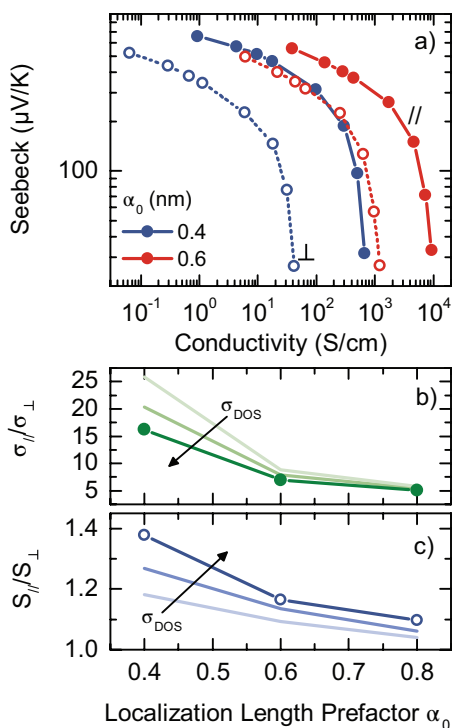 a)
Seebeck (μV/K)
100
//
α₀ (nm)
0.4
0.6
⊥
10⁻¹ 10⁰ 10¹ 10² 10³ 10⁴
Conductivity (S/cm)
b)
σ///σ⊥
25
20
15
10
5
σDOS
c)
S///S⊥
1.4
1.2
1.0
σDOS
0.4 0.5 0.6 0.7 0.8
Localization Length Prefactor α₀